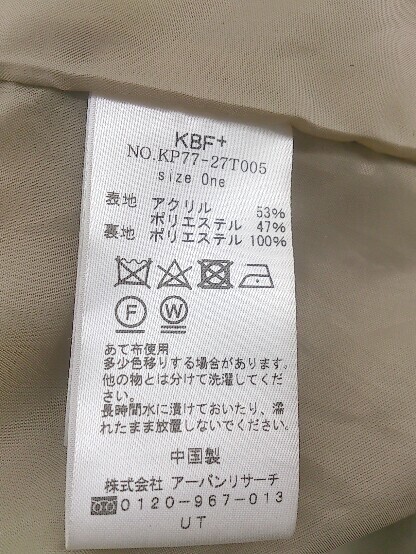 KBF+
NO.KP77-27T005
size One
表地 アクリル 53%
ポリエステル 47%
裏地 ポリエステル 100%
F W
あて布使用
多少色移りする場合があります。
他の物とは分けて洗濯してくだ
さい。
長時間水に漬けておいたり、濡
れたまま放置しないでください。
中国製
株式会社 アーバンリサーチ
0120-967-013
UT